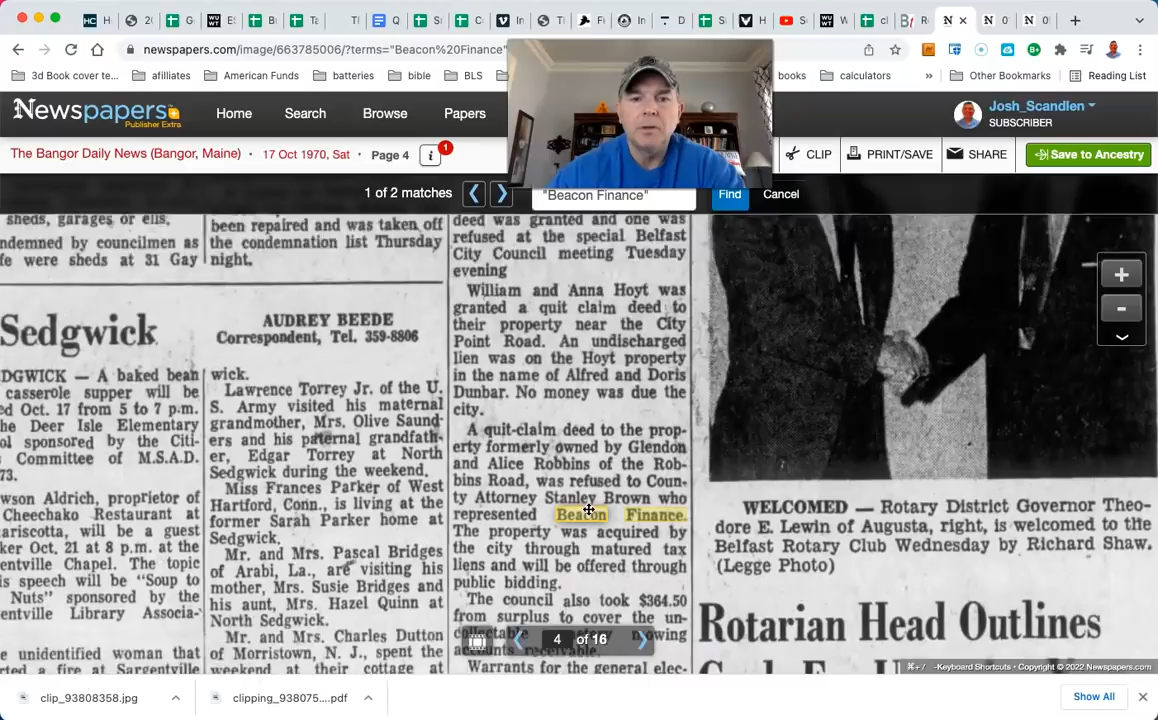 newspapers.com/image/663785006/?terms="Beacon%20Finance"
3d Book cover te...
afiliates
American Funds
batteries
bible
BLS
books
calculators
»
Other Bookmarks
Reading List
Newspapers
Publisher Extra
Home
Search
Browse
Papers
Josh_Scandlen
SUBSCRIBER
The Bangor Daily News (Bangor, Maine)
17 Oct 1970, Sat
Page 4
1
CLIP
PRINT/SAVE
SHARE
Save to Ancestry
1 of 2 matches
"Beacon Finance"
Find
Cancel
sheds, garages or ells.
ndemned by councilmen as
fe were sheds at 31 Gay
been repaired and was taken off
the condemnation list Thursday
night.
Sedgwick
AUDREY BEEDE
Correspondent, Tel. 359-8806
DGWICK — A baked bean
casserole supper will be
ed Oct. 17 from 5 to 7 p.m.
he Deer Isle Elementary
ol sponsored by the Citi-
Committee of M.S.A.D.
73.
wson Aldrich, proprietor of
Cheechako Restaurant at
ariscotta, will be a guest
ker Oct. 21 at 8 p.m. at the
entville Chapel. The topic
is speech will be "Soup to
Nuts" sponsored by the
entville Library Associa-
e unidentified woman that
rted a fire at Sargentville
wick.
Lawrence Torrey Jr. of the U.
S. Army visited his maternal
grandmother, Mrs. Olive Saund-
ers and his paternal grandfath-
er, Edgar Torrey at North
Sedgwick during the weekend.
Miss Frances Parker of West
Hartford, Conn., is living at the
former Sarah Parker home at
Sedgwick.
Mr. and Mrs. Pascal Bridges
of Arabi, La., are visiting his
mother, Mrs. Susie Bridges and
his aunt, Mrs. Hazel Quinn at
North Sedgwick.
Mr. and Mrs. Charles Dutton
of Morristown, N. J., spent the
weekend at their cottage at
deed was granted and one was
refused at the special Belfast
City Council meeting Tuesday
evening
William and Anna Hoyt was
granted a quit claim deed to
their property near the City
Point Road. An undischarged
lien was on the Hoyt property
in the name of Alfred and Doris
Dunbar. No money was due the
city.
A quit-claim deed to the prop-
erty formerly owned by Glendon
and Alice Robbins of the Rob-
bins Road, was refused to Coun-
ty Attorney Stanley Brown who
represented Beacon Finance.
The property was acquired by
the city through matured tax
liens and will be offered through
public bidding.
The council also took $364.50
from surplus to cover the un-
collectable mowing
accounts receivable.
Warrants for the general elec-
WELCOMED — Rotary District Governor Theo-
dore E. Lewin of Augusta, right, is welcomed to the
Belfast Rotary Club Wednesday by Richard Shaw.
(Legge Photo)
Rotarian Head Outlines
4 of 16
⌘+/ -Keyboard Shortcuts • Copyright © 2022 Newspapers.com
clip_93808358.jpg
clipping_938075....pdf
Show All